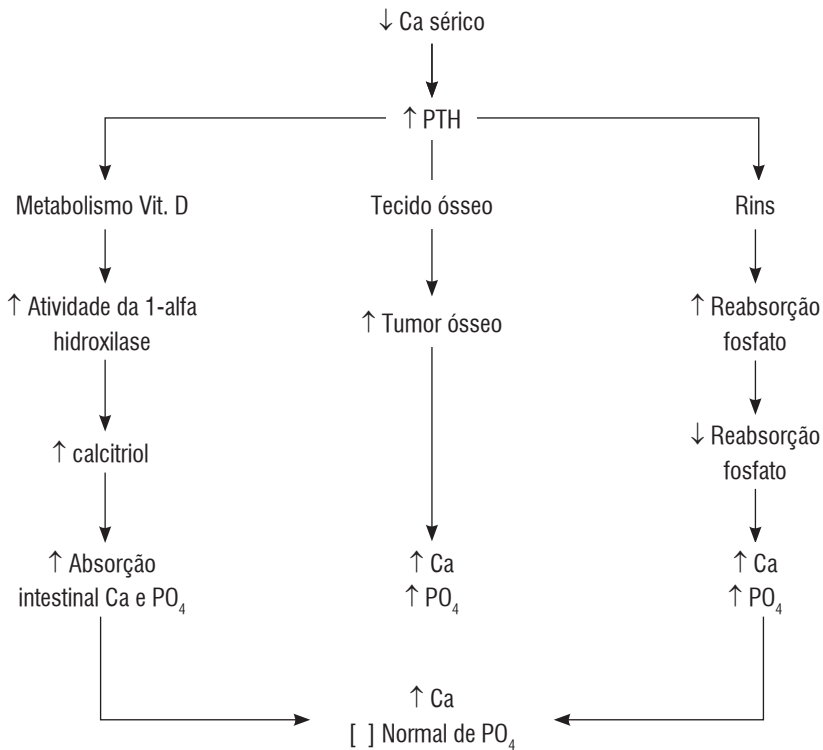 ↓ Ca sérico
↑ PTH
Metabolismo Vit. D
Tecido ósseo
Rins
↑ Atividade da 1-alfa
hidroxilase
↑ Tumor ósseo
↑ Reabsorção
fosfato
↑ calcitriol
↓ Reabsorção
fosfato
↑ Absorção
intestinal Ca e PO₄
↑ Ca
↑ PO₄
↑ Ca
↑ PO₄
↑ Ca
[ ] Normal de PO₄